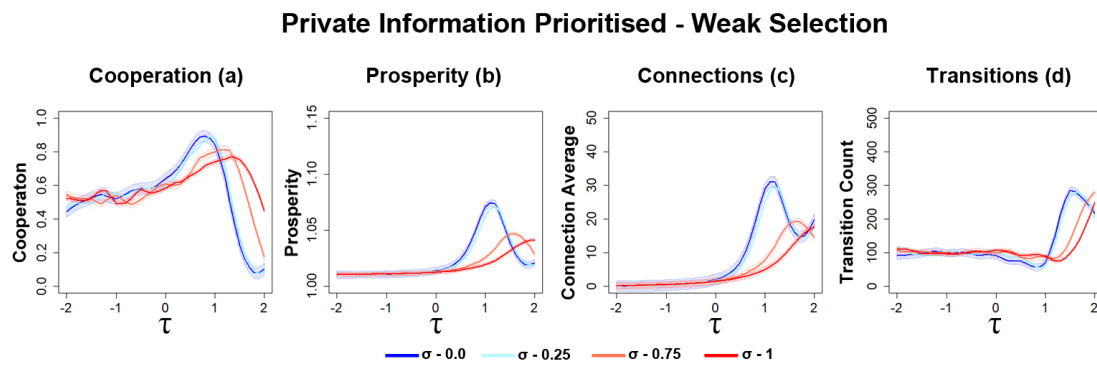 Private Information Prioritised - Weak Selection
Cooperation (a)
Prosperity (b)
Connections (c)
Transitions (d)
Cooperaton
0.0 0.2 0.4 0.6 0.8 1.0
-2 -1 0 1 2
τ
Prosperity
1.00 1.05 1.10 1.15
-2 -1 0 1 2
τ
Connection Average
0 10 20 30 40 50
-2 -1 0 1 2
τ
Transition Count
0 100 200 300 400 500
-2 -1 0 1 2
τ
σ - 0.0 σ - 0.25 σ - 0.75 σ - 1